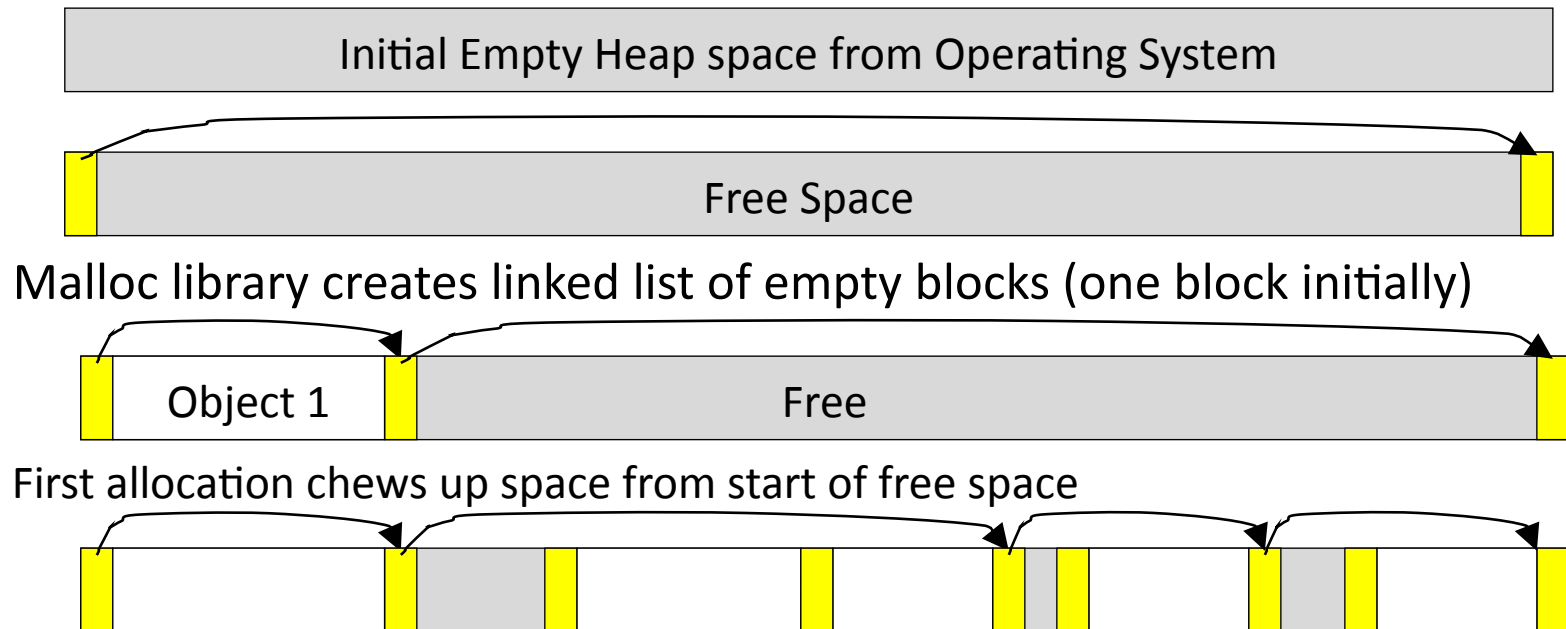 Initial Empty Heap space from Operating System
Free Space
Malloc library creates linked list of empty blocks (one block initially)
Object 1
Free
First allocation chews up space from start of free space